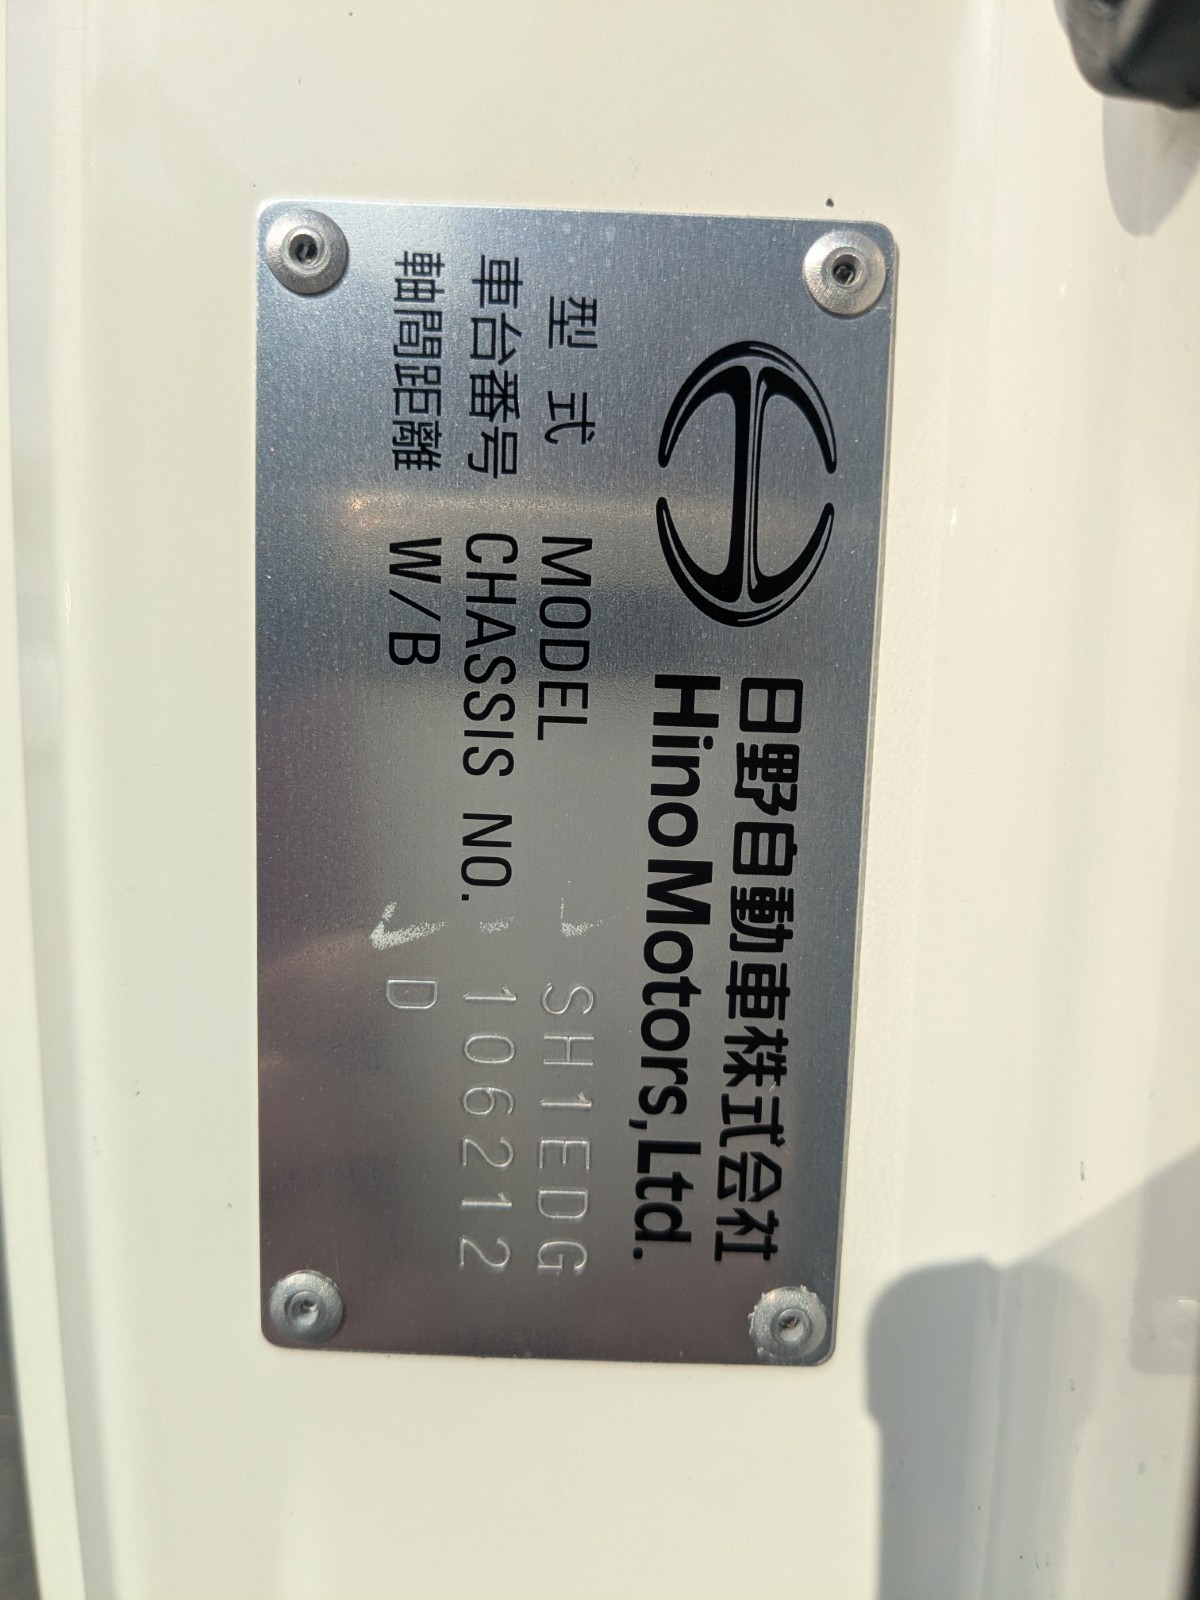 日野自動車株式会社
Hino Motors, Ltd.
型式 MODEL SH1EDG
車台番号 CHASSIS NO. 106212
軸間距離 W/B D